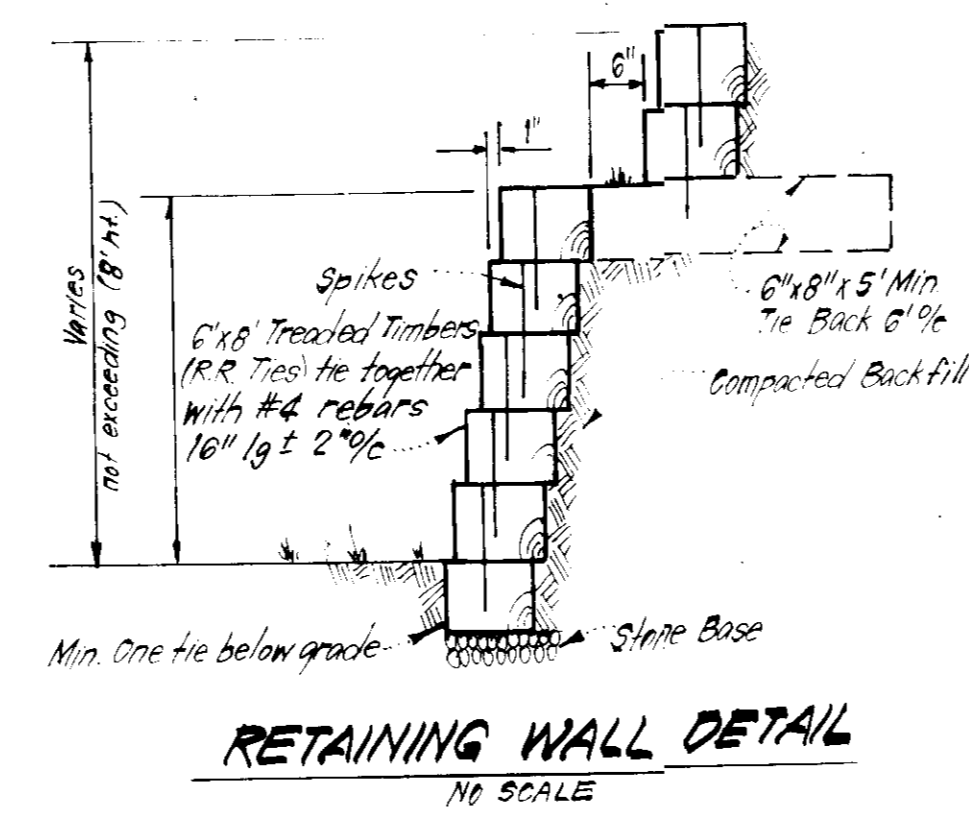 6"
1"
Varies
not exceeding (8' ht.)
Spikes
6'x8' Treaded Timbers
(R.R. Ties) tie together
with #4 rebars
16" lg ± 2"o/c
6"x8"x5' Min.
Tie Back 6' o/c
Compacted Backfill
Min. One tie below grade
Stone Base
RETAINING WALL DETAIL
NO SCALE